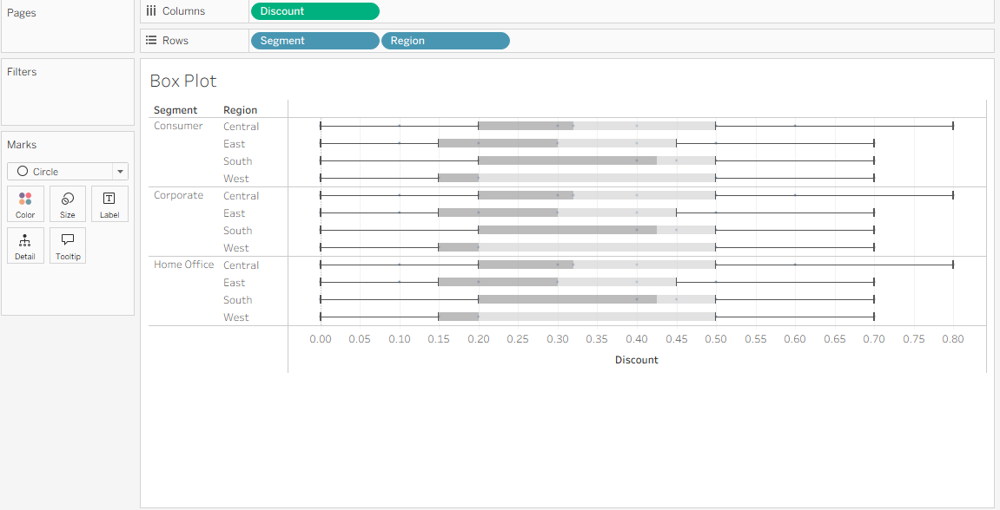 Pages
Columns
Discount
Rows
Segment
Region
Filters
Marks
Circle
Color
Size
T
Label
Detail
Tooltip
Box Plot
Segment Region
Consumer Central
East
South
West
Corporate Central
East
South
West
Home Office Central
East
South
West
0.00 0.05 0.10 0.15 0.20 0.25 0.30 0.35 0.40 0.45 0.50 0.55 0.60 0.65 0.70 0.75 0.80
Discount